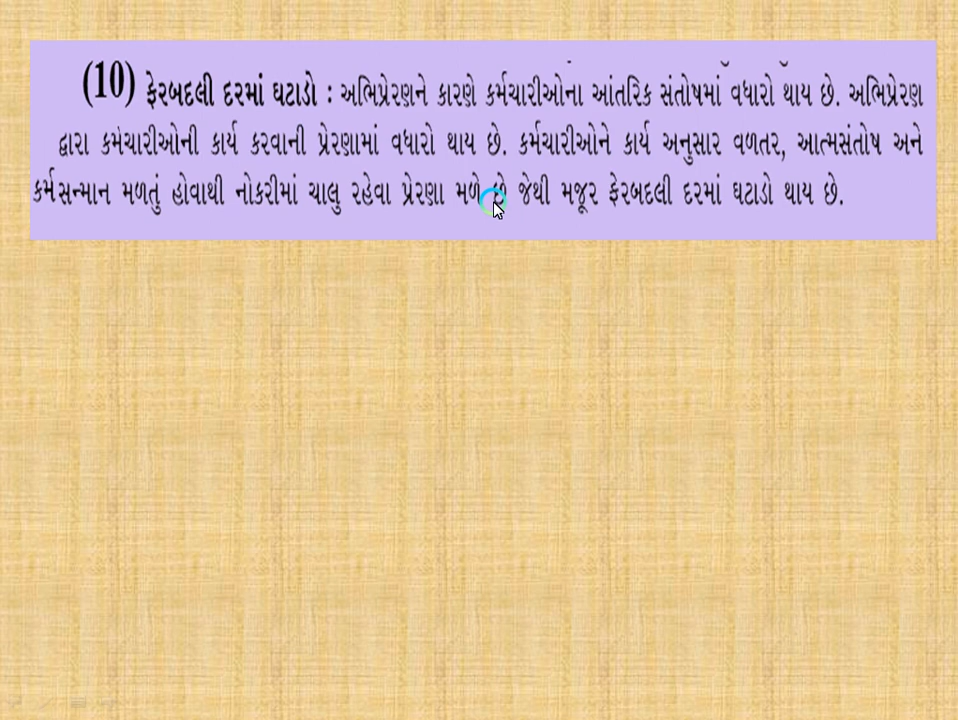 (10) ફેરબદલી દરમાં ઘટાડો : અભિપ્રેરણને કારણે કર્મચારીઓના આંતરિક સંતોષમાં વધારો થાય છે. અભિપ્રેરણ
દ્વારા કર્મચારીઓની કાર્ય કરવાની પ્રેરણામાં વધારો થાય છે. કર્મચારીઓને કાર્ય અનુસાર વળતર, આત્મસંતોષ અને
કર્મસન્માન મળતું હોવાથી નોકરીમાં ચાલુ રહેવા પ્રેરણા મળે છે જેથી મજૂર ફેરબદલી દરમાં ઘટાડો થાય છે.